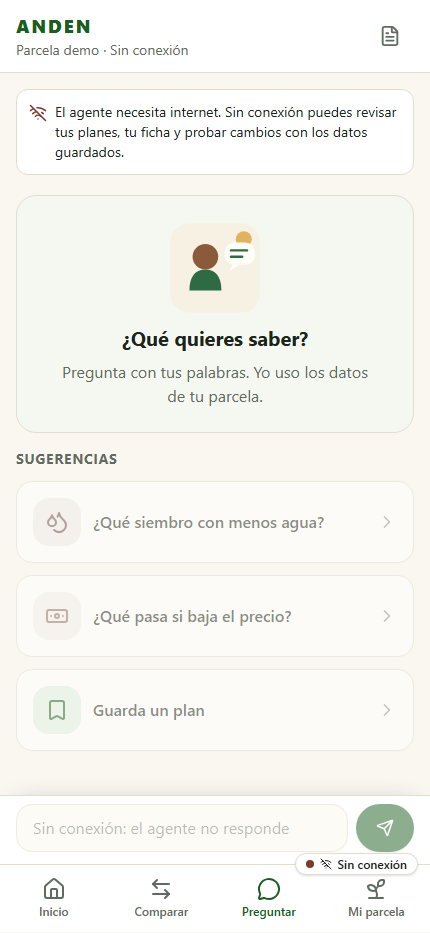 ANDEN
Parcela demo · Sin conexión
El agente necesita internet. Sin conexión puedes revisar
tus planes, tu ficha y probar cambios con los datos
guardados.
¿Qué quieres saber?
Pregunta con tus palabras. Yo uso los datos
de tu parcela.
SUGERENCIAS
¿Qué siembro con menos agua?
¿Qué pasa si baja el precio?
Guarda un plan
Sin conexión: el agente no responde
Sin conexión
Inicio
Comparar
Preguntar
Mi parcela